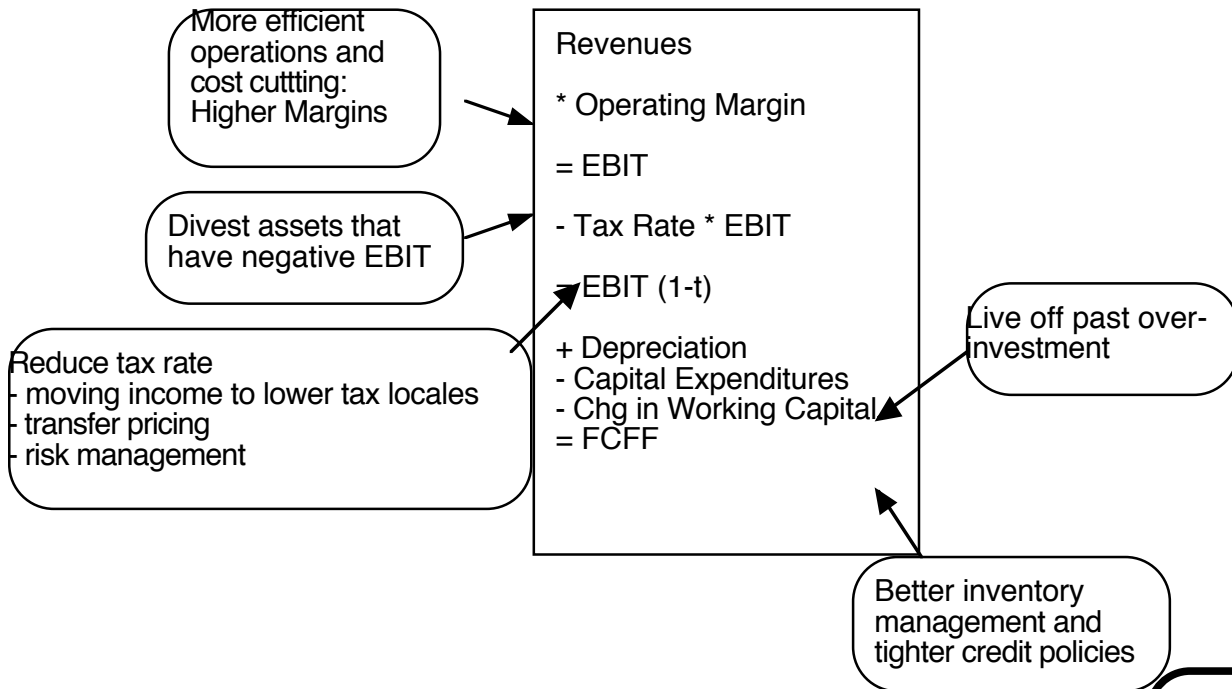 More efficient
operations and
cost cuttting:
Higher Margins
Divest assets that
have negative EBIT
Reduce tax rate
- moving income to lower tax locales
- transfer pricing
- risk management
Revenues
* Operating Margin
= EBIT
- Tax Rate * EBIT
= EBIT (1-t)
+ Depreciation
- Capital Expenditures
- Chg in Working Capital
= FCFF
Live off past over-
investment
Better inventory
management and
tighter credit policies